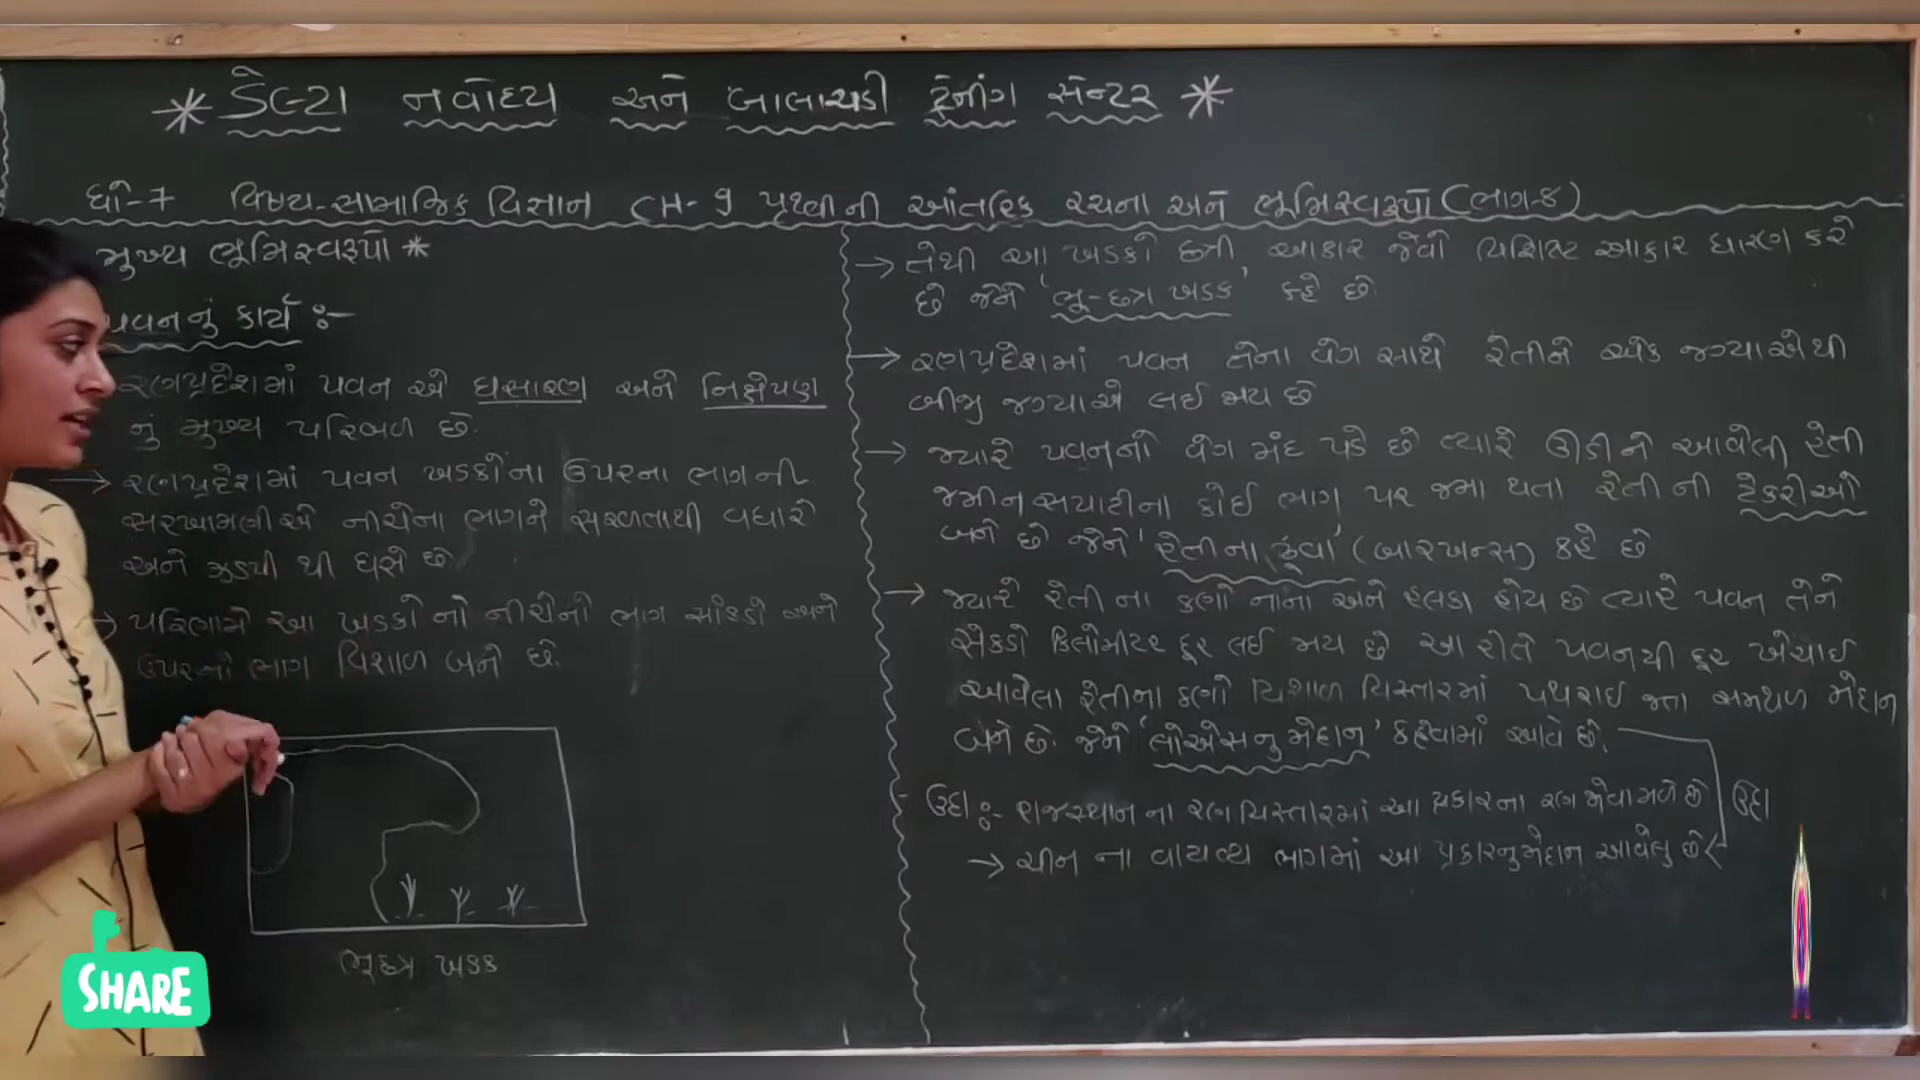 * ડેલ્ટા નવોદય અને બાલાચડી ટ્રેનીંગ સેન્ટર *
ધો-7 વિષય-સામાજિક વિજ્ઞાન CH-9 પૃથ્વીની આંતરિક રચના અને ભૂમિસ્વરૂપો (ભાગ-૪)
મુખ્ય ભૂમિસ્વરૂપો *
પવનનું કાર્ય :-
રણપ્રદેશમાં પવન એ ઘસારણ અને નિક્ષેપણ
નું મુખ્ય પરિબળ છે.
→ રણપ્રદેશમાં પવન ખડકોના ઉપરના ભાગની
સરખામણીએ નીચેના ભાગને સરળતાથી વધારે
અને ઝડપી થી ઘસે છે
→ પરિણામે આ ખડકો નો નીચેનો ભાગ સાંકડો અને
ઉપરનો ભાગ વિશાળ બને છે.
ભૂછત્ર ખડક
→ તેથી આ ખડકો છત્રી આકાર જેવો વિશિષ્ટ આકાર ધારણ કરે
છે જેને 'ભૂ-છત્ર ખડક' કહે છે.
→ રણપ્રદેશમાં પવન તેના વેગ સાથે રેતીને એક જગ્યાએથી
બીજી જગ્યાએ લઈ જાય છે
→ જ્યારે પવનનો વેગ મંદ પડે છે ત્યારે ઊડીને આવેલી રેતી
જમીન સપાટીના કોઈ ભાગ પર જમા થતા રેતી ની ટેકરીઓ
બને છે જેને 'રેતીના ઢૂંવા' (બારખન્સ) કહે છે
→ જ્યારે રેતી ના કણો નાના અને હલકા હોય છે ત્યારે પવન તેને
સેકડો કિલોમીટર દૂર લઈ જાય છે આ રીતે પવનથી દૂર ખેંચાઈ
આવેલા રેતીના કણો વિશાળ વિસ્તારમાં પથરાઈ જતા સમથળ મેદાન
બને છે. જેને 'લોએસનુ મેદાન' કહેવામાં આવે છે.
ઉદા :- રાજસ્થાન ના રણ વિસ્તારમાં આ પ્રકારના રણ જોવા મળે છે ઉદા
→ ચીન ના વાયવ્ય ભાગમાં આ પ્રકારનુ મેદાન આવેલુ છે
SHARE